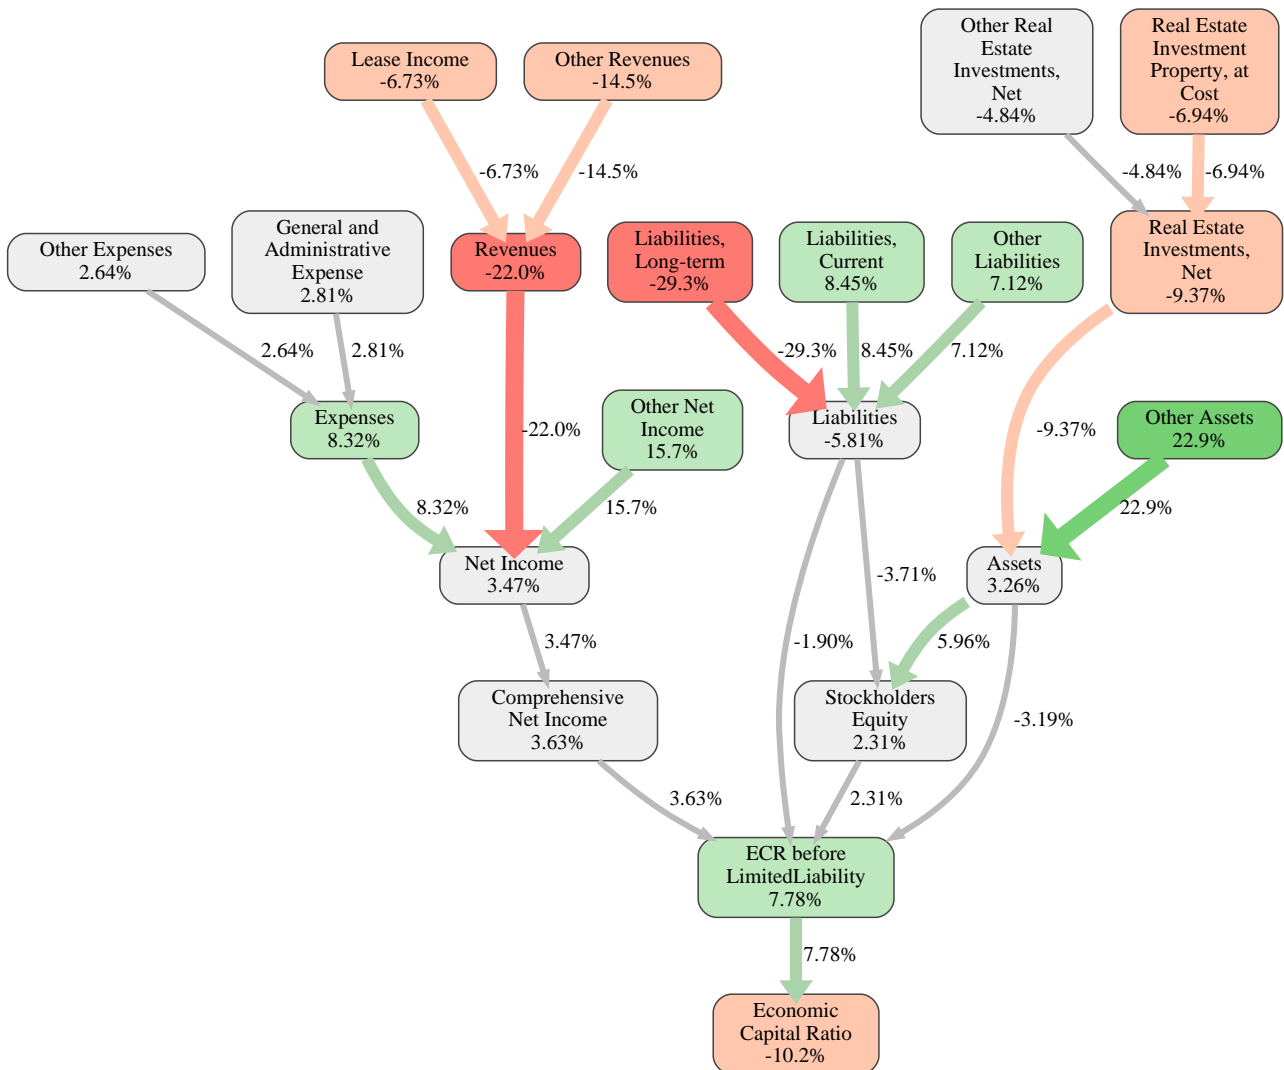 Other Real
Estate
Investments,
Net
-4.84%
Real Estate
Investment
Property, at
Cost
-6.94%
Lease Income
-6.73%
Other Revenues
-14.5%
-6.73%
-14.5%
-4.84%
-6.94%
Other Expenses
2.64%
General and
Administrative
Expense
2.81%
Revenues
-22.0%
Liabilities,
Long-term
-29.3%
Liabilities,
Current
8.45%
Other
Liabilities
7.12%
Real Estate
Investments,
Net
-9.37%
2.64%
2.81%
-29.3%
8.45%
7.12%
Expenses
8.32%
-22.0%
Other Net
Income
15.7%
Liabilities
-5.81%
-9.37%
Other Assets
22.9%
8.32%
15.7%
22.9%
Net Income
3.47%
-3.71%
Assets
3.26%
3.47%
-1.90%
5.96%
Comprehensive
Net Income
3.63%
Stockholders
Equity
2.31%
-3.19%
3.63%
2.31%
ECR before
LimitedLiability
7.78%
7.78%
Economic
Capital Ratio
-10.2%